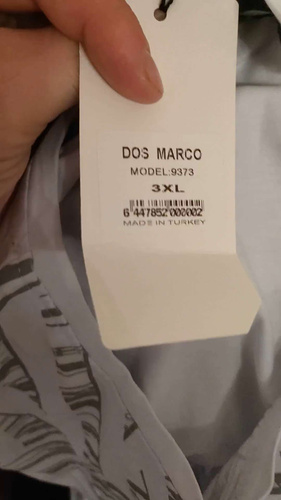 DOS MARCO
MODEL:9373
3XL
6 447852 000002
MADE IN TURKEY